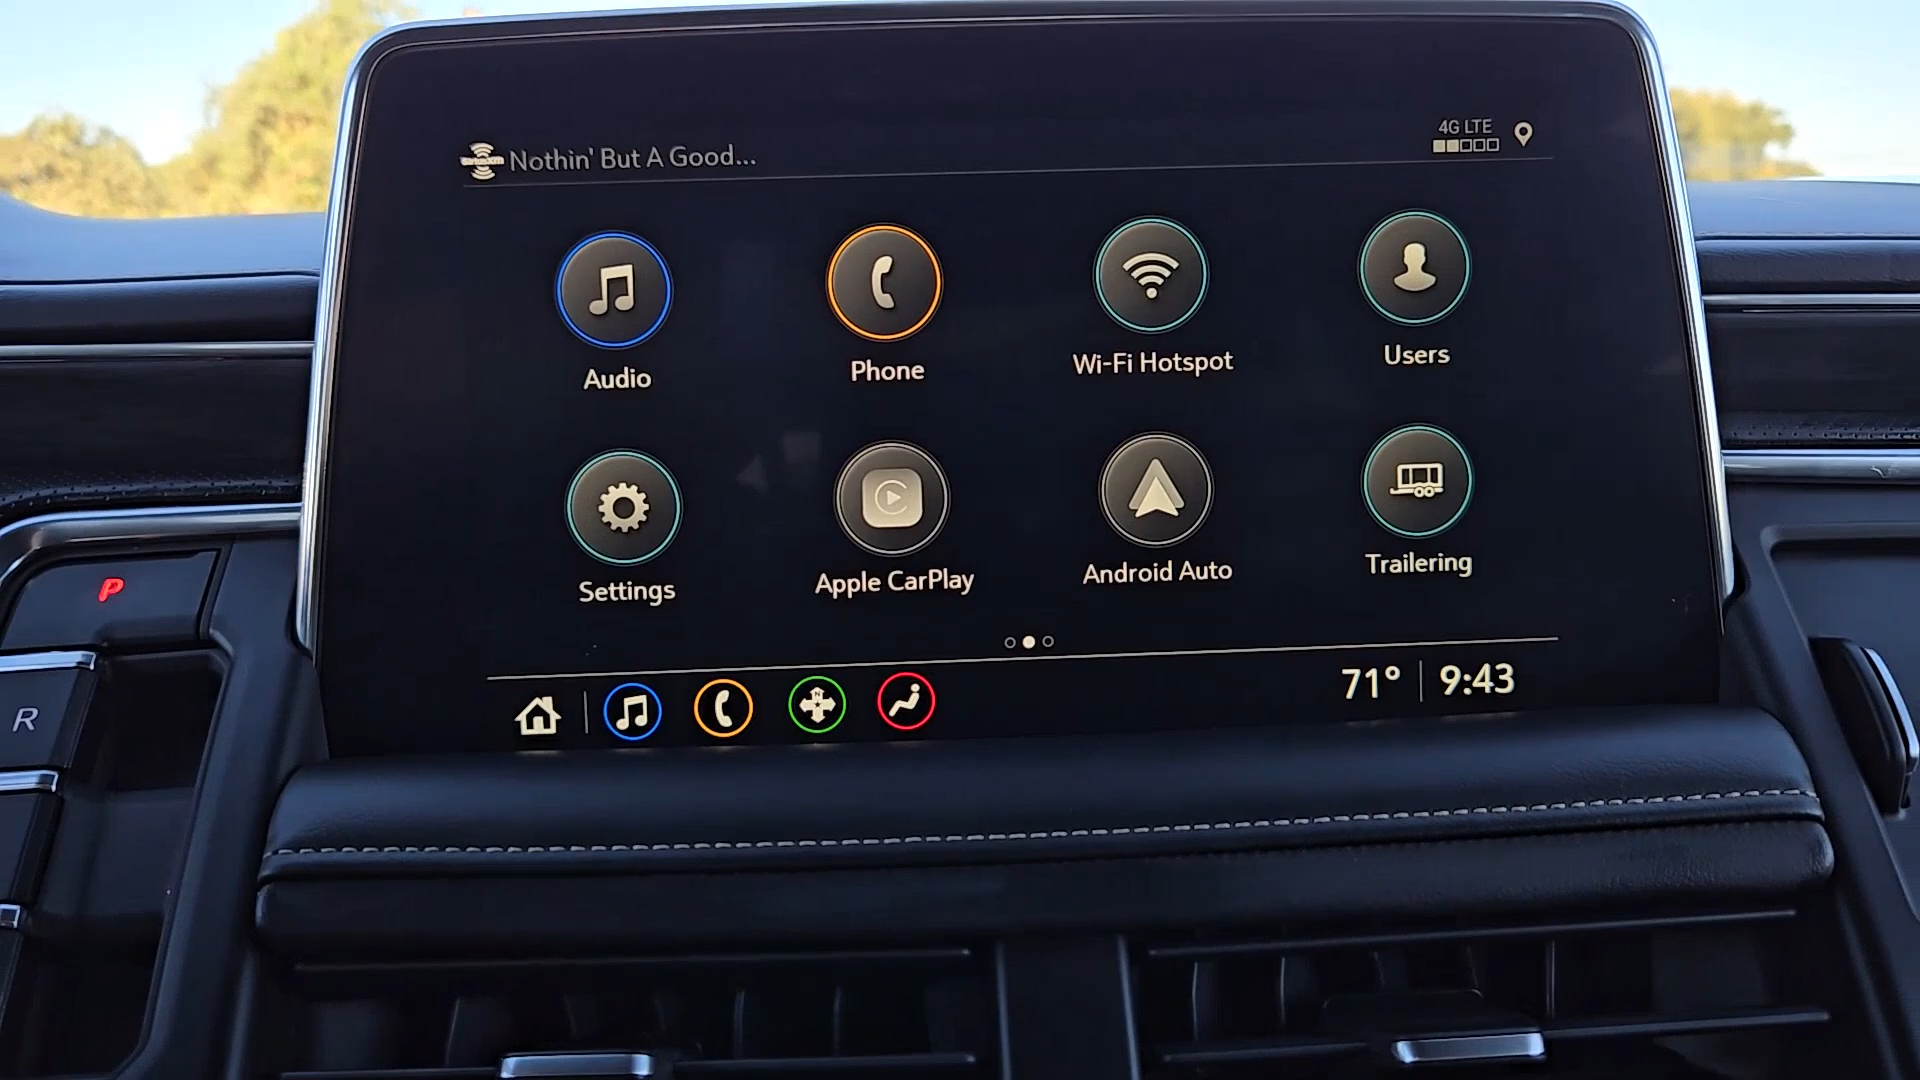 SiriusXM Nothin' But A Good...
4G LTE
Audio
Phone
Wi-Fi Hotspot
Users
Settings
Apple CarPlay
Android Auto
Trailering
N
71° 9:43
P
R